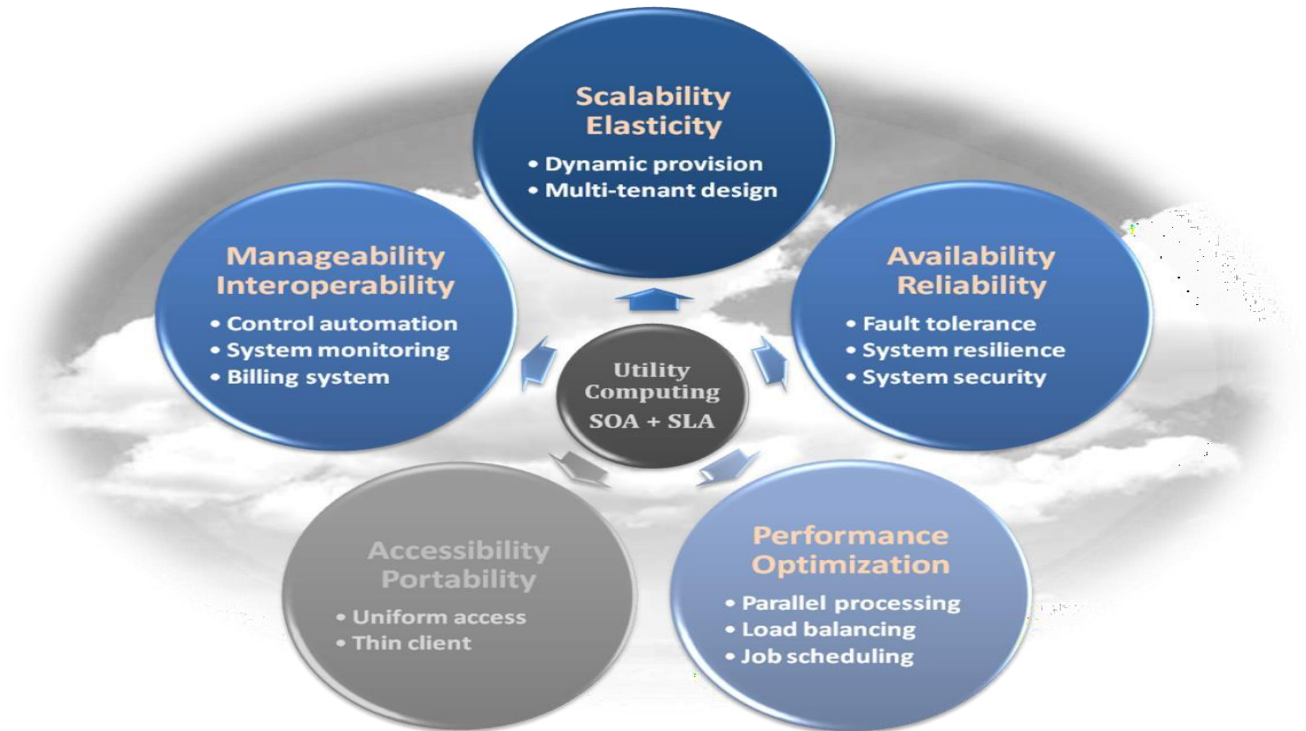 Scalability
Elasticity
• Dynamic provision
• Multi-tenant design
Manageability
Interoperability
• Control automation
• System monitoring
• Billing system
Availability
Reliability
• Fault tolerance
• System resilience
• System security
Utility
Computing
SOA + SLA
Accessibility
Portability
• Uniform access
• Thin client
Performance
Optimization
• Parallel processing
• Load balancing
• Job scheduling